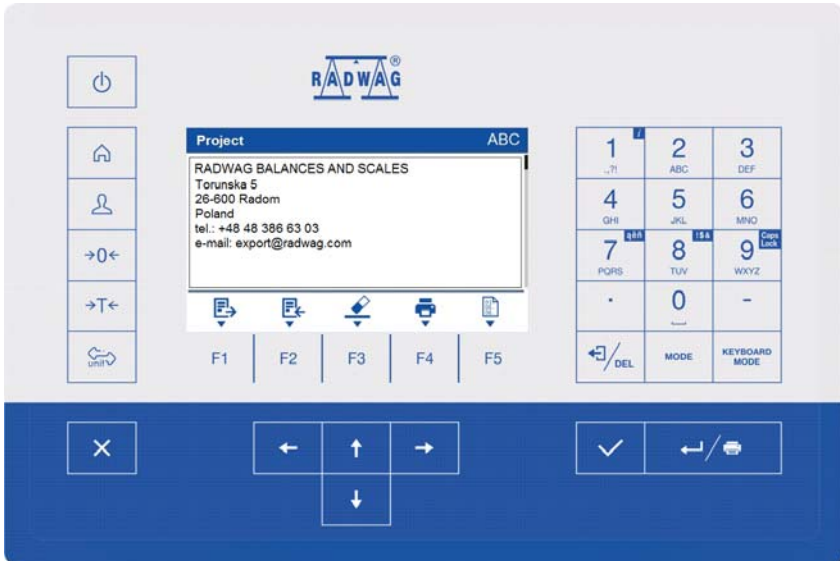 RADWAG®
Project ABC
RADWAG BALANCES AND SCALES
Torunska 5
26-600 Radom
Poland
tel.: +48 48 386 63 03
e-mail: export@radwag.com
→0←
→T←
unit
F1 F2 F3 F4 F5
1 i
.,?!
2
ABC
3
DEF
4
GHI
5
JKL
6
MNO
7
PQRS
8 !$&
TUV
9 Caps Lock
WXYZ
.
0
-
/DEL
MODE
KEYBOARD
MODE